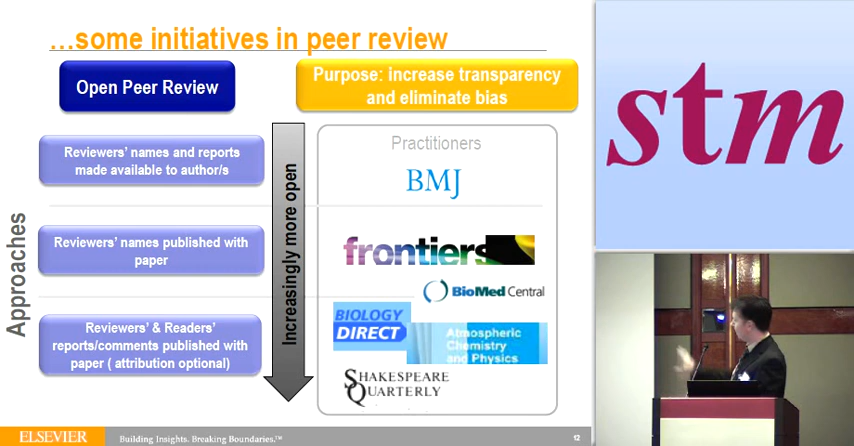 …some initiatives in peer review
Open Peer Review
Purpose: increase transparency
and eliminate bias
Approaches
Reviewers' names and reports
made available to author/s
Reviewers' names published with
paper
Reviewers' & Readers'
reports/comments published with
paper ( attribution optional)
Increasingly more open
Practitioners
BMJ
frontiers
BioMed Central
BIOLOGY
DIRECT
Atmospheric
Chemistry
and Physics
SHAKESPEARE
QUARTERLY
ELSEVIER
Building Insights. Breaking Boundaries.™
12
stm